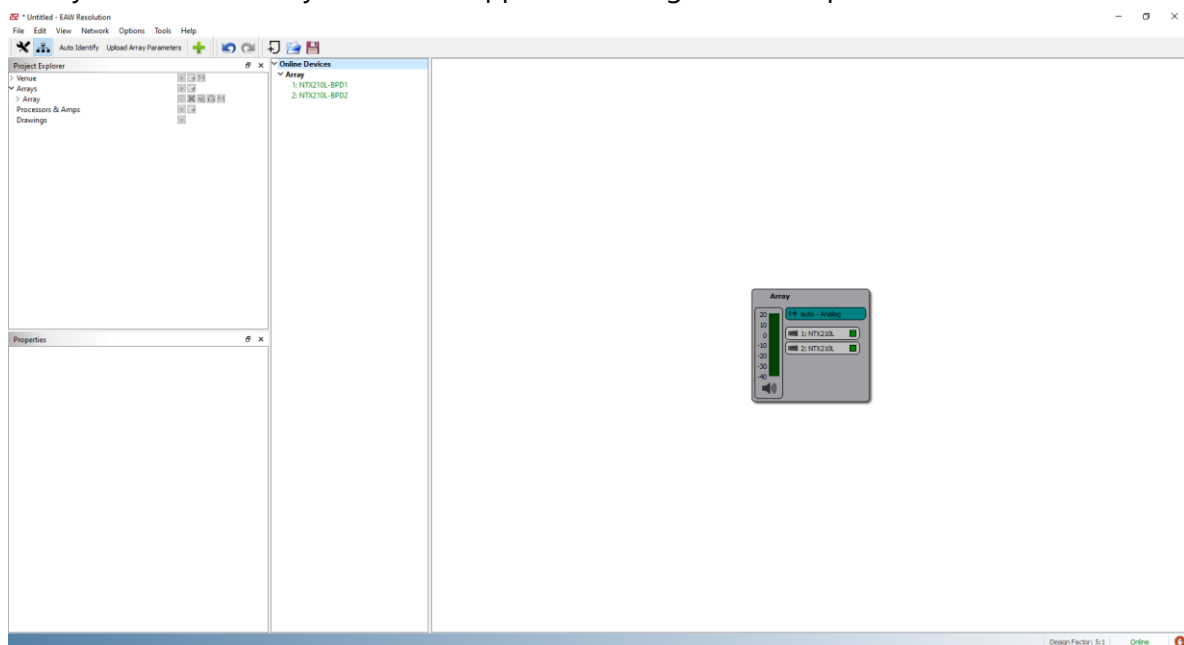 * Untitled - EAW Resolution
File Edit View Network Options Tools Help
Auto Identify Upload Array Parameters
Project Explorer
Venue
Arrays
Array
Processors & Amps
Drawings
Properties
Online Devices
Array
1: NTX210L-BPD1
2: NTX210L-BPD2
Array
20
10
0
-10
-20
-30
-40
auto - Analog
1: NTX210L
2: NTX210L
Design Factor: 5:1 Online